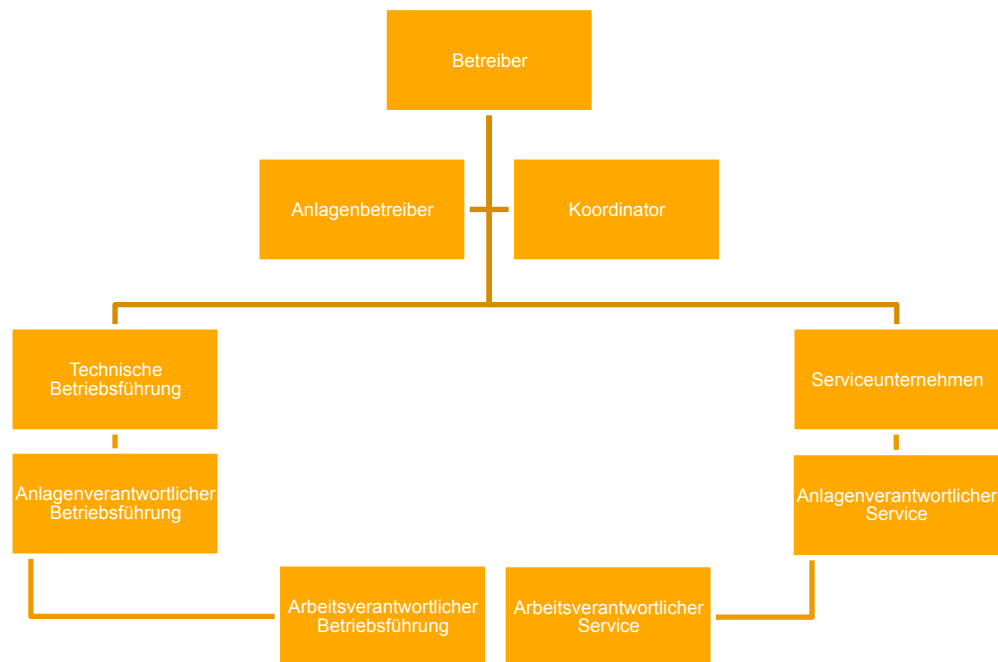 Betreiber
Anlagenbetreiber
Koordinator
Technische
Betriebsführung
Serviceunternehmen
Anlagenverantwortlicher
Betriebsführung
Anlagenverantwortlicher
Service
Arbeitsverantwortlicher
Betriebsführung
Arbeitsverantwortlicher
Service